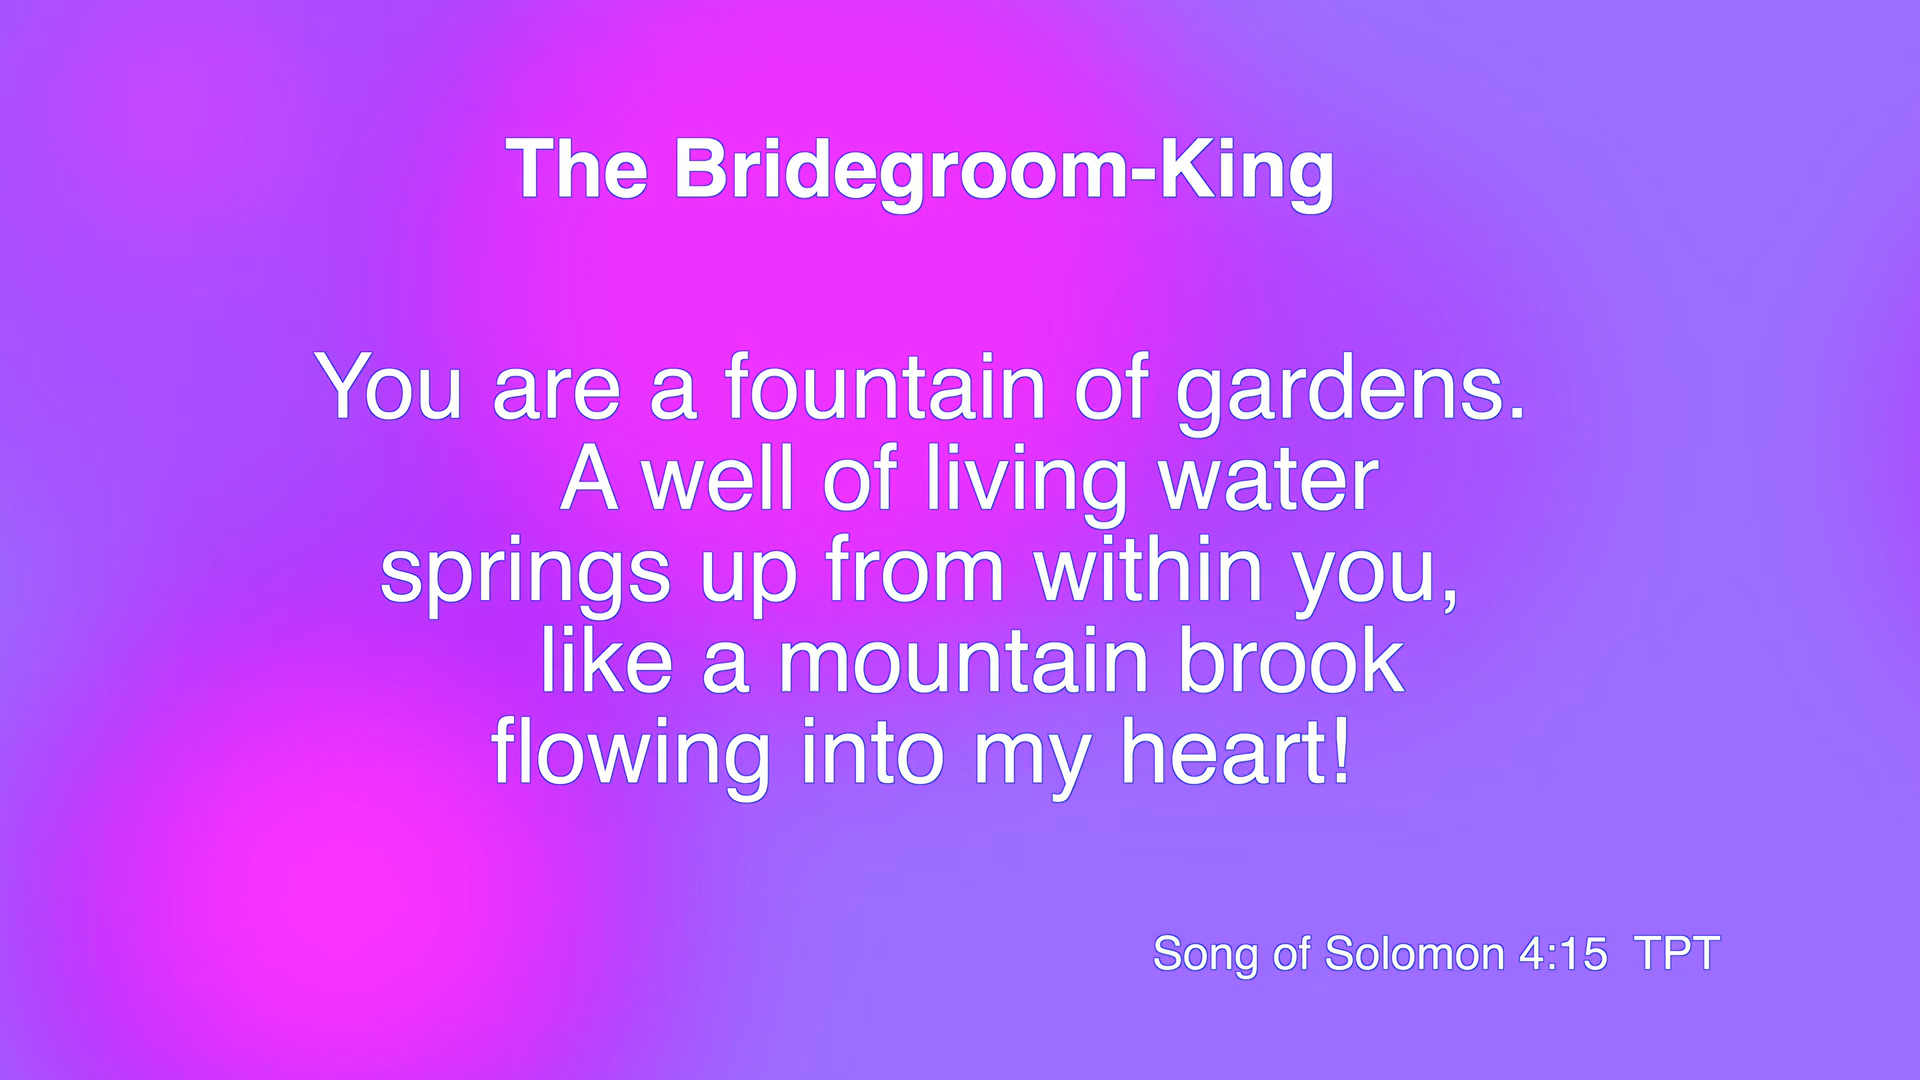 The Bridegroom-King
You are a fountain of gardens.
A well of living water
springs up from within you,
like a mountain brook
flowing into my heart!
Song of Solomon 4:15 TPT